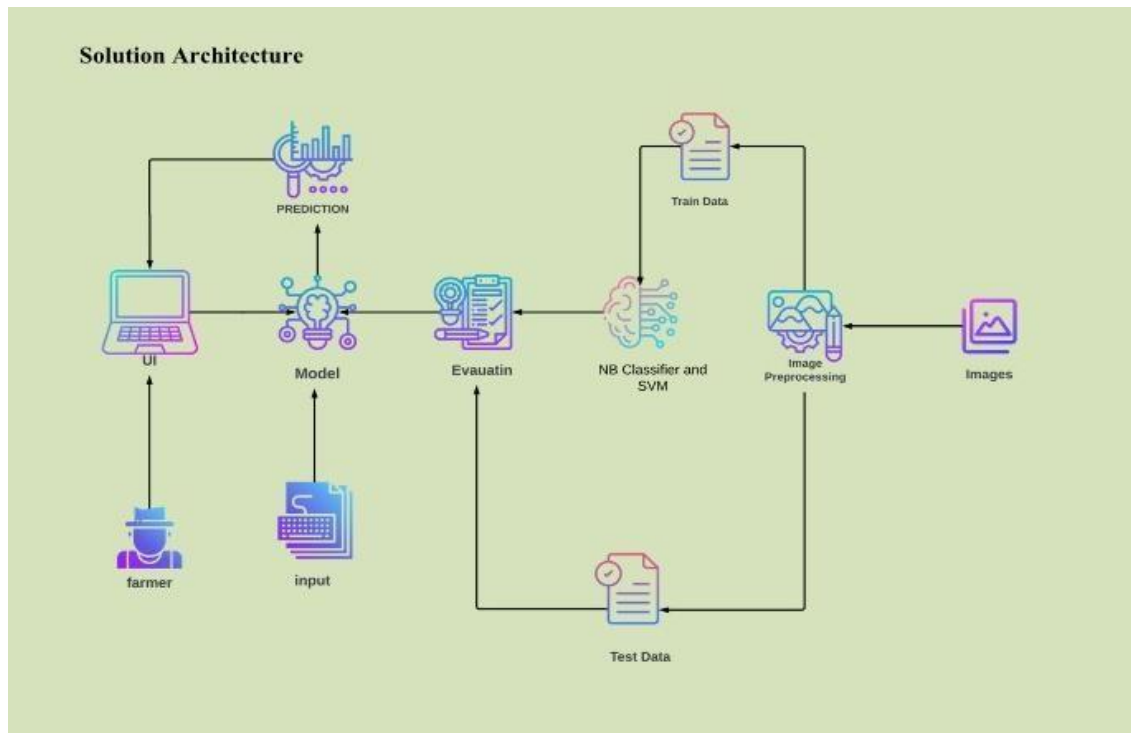 Solution Architecture
Train Data
PREDICTION
UI
Model
Evauatin
NB Classifier and
SVM
Image
Preprocessing
Images
farmer
input
Test Data